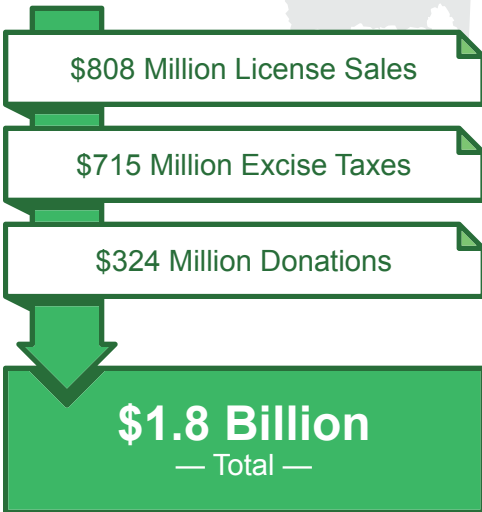 $808 Million License Sales
$715 Million Excise Taxes
$324 Million Donations
$1.8 Billion
— Total —